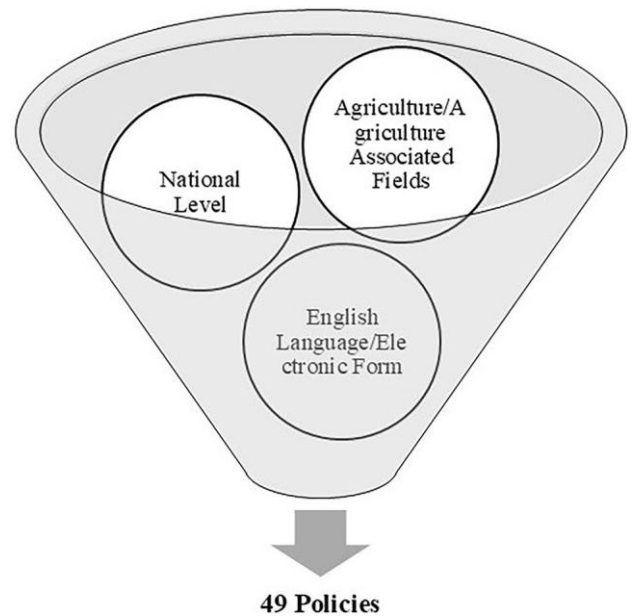 National
Level
Agriculture/A
griculture
Associated
Fields
English
Language/Ele
ctronic Form
49 Policies